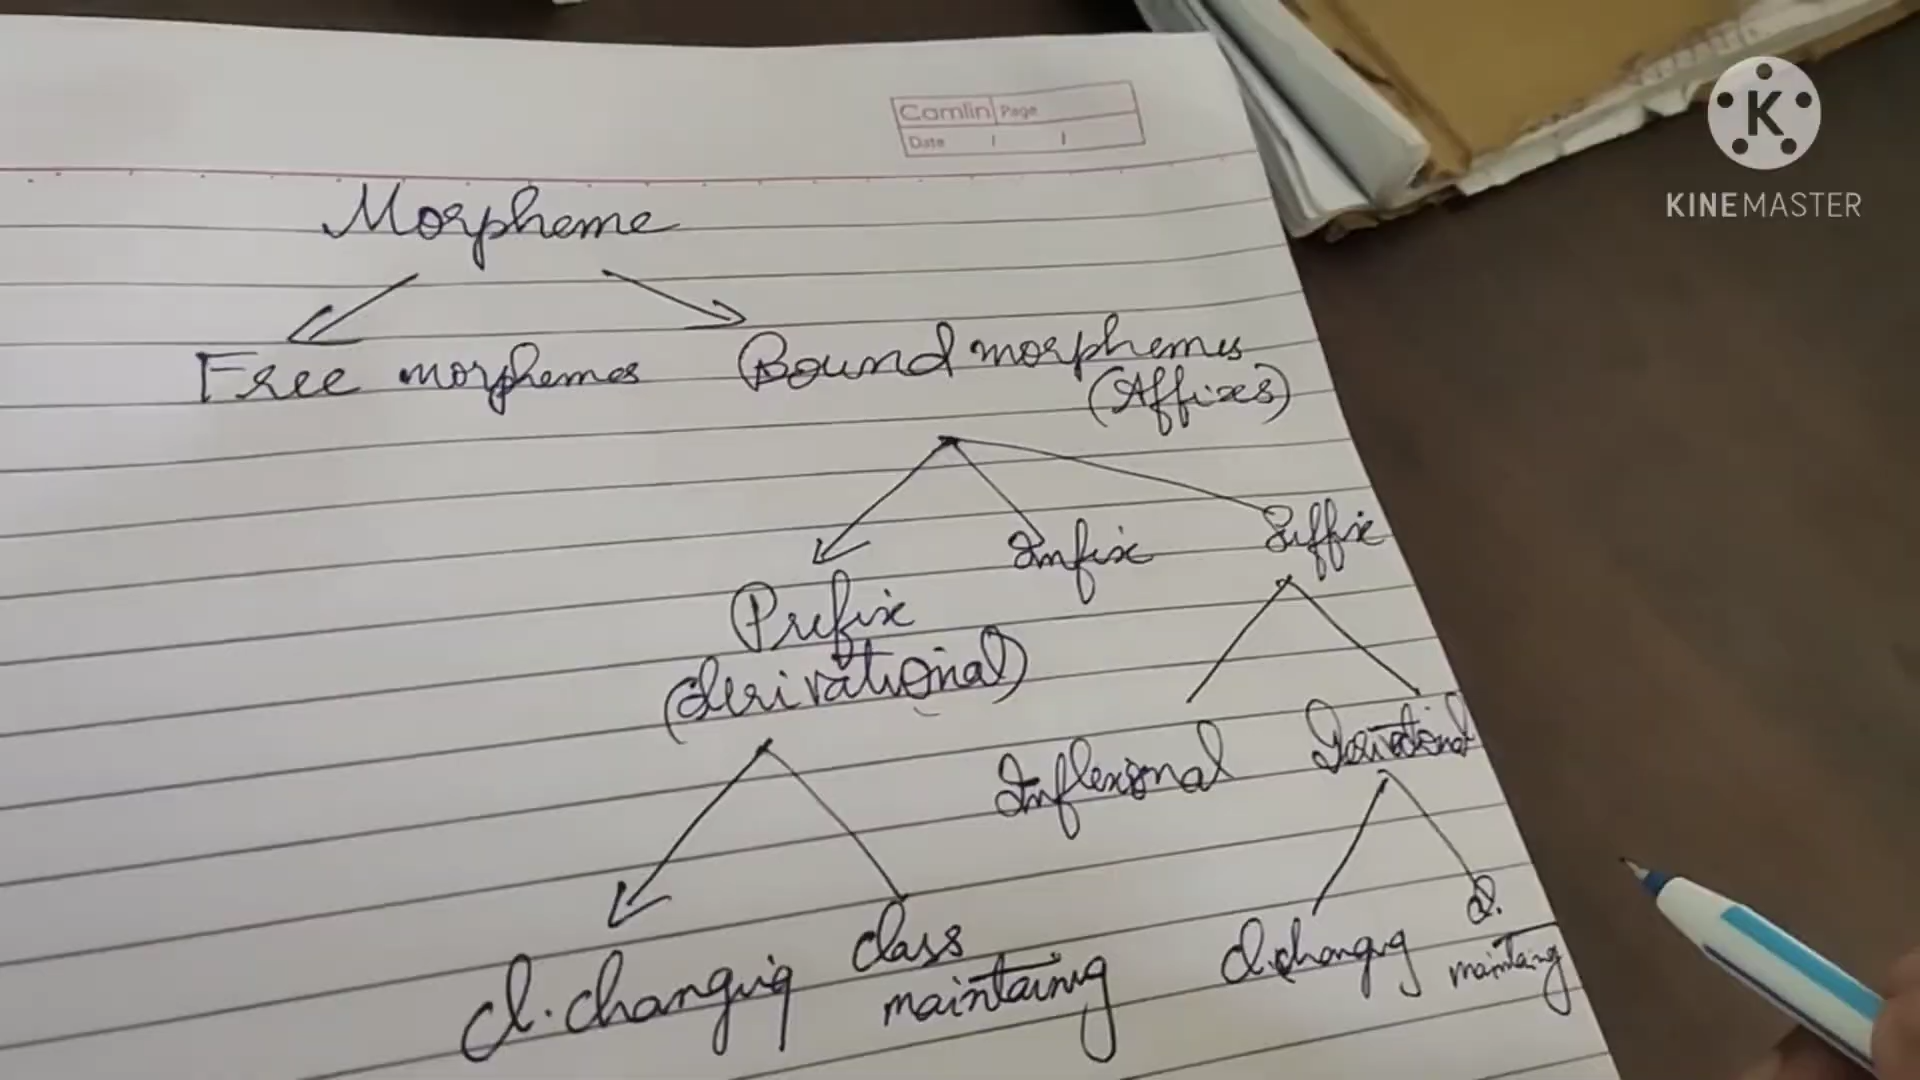 Camlin Page
Date / /
K
KINEMASTER
Morpheme
Free morphemes Bound morphemes
(Affixes)
Prefix Infix Suffix
(derivational)
Inflexional Derivational
cl. changing class
maintaining
cl. changing cl.
maintaing